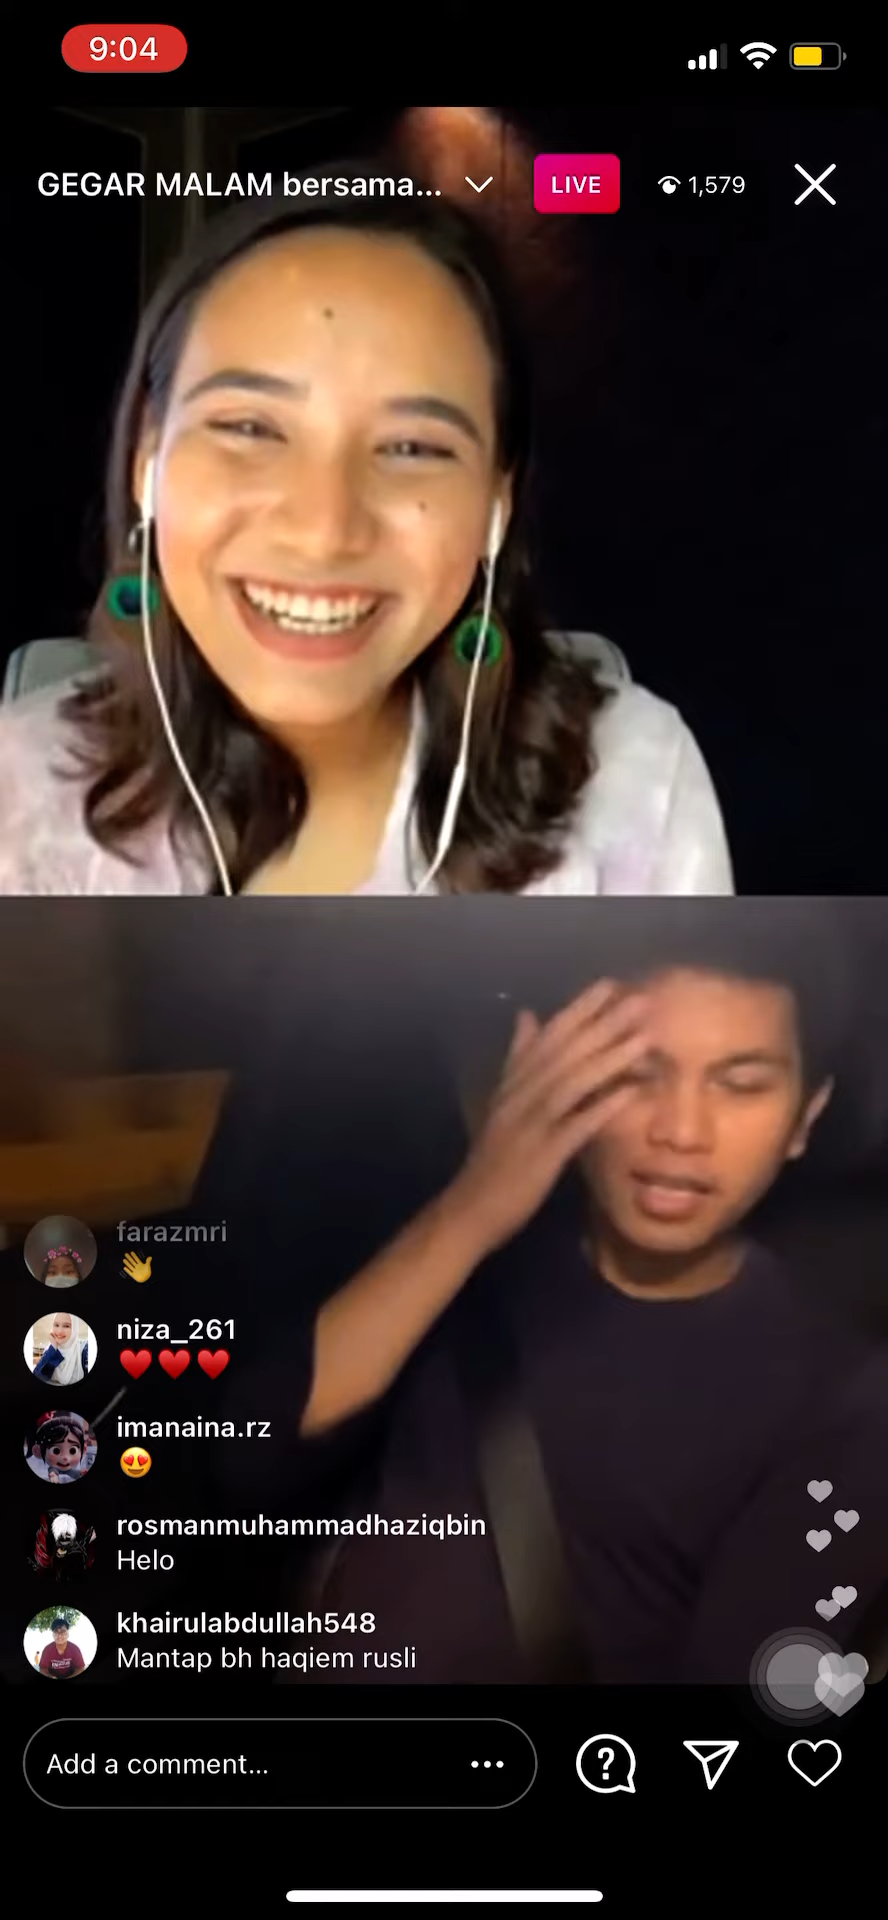 9:04
GEGAR MALAM bersama...
LIVE
1,579
farazmri
👋
niza_261
❤️❤️❤️
imanaina.rz
😍
rosmanmuhammadhaziqbin
Helo
khairulabdullah548
Mantap bh haqiem rusli
Add a comment...